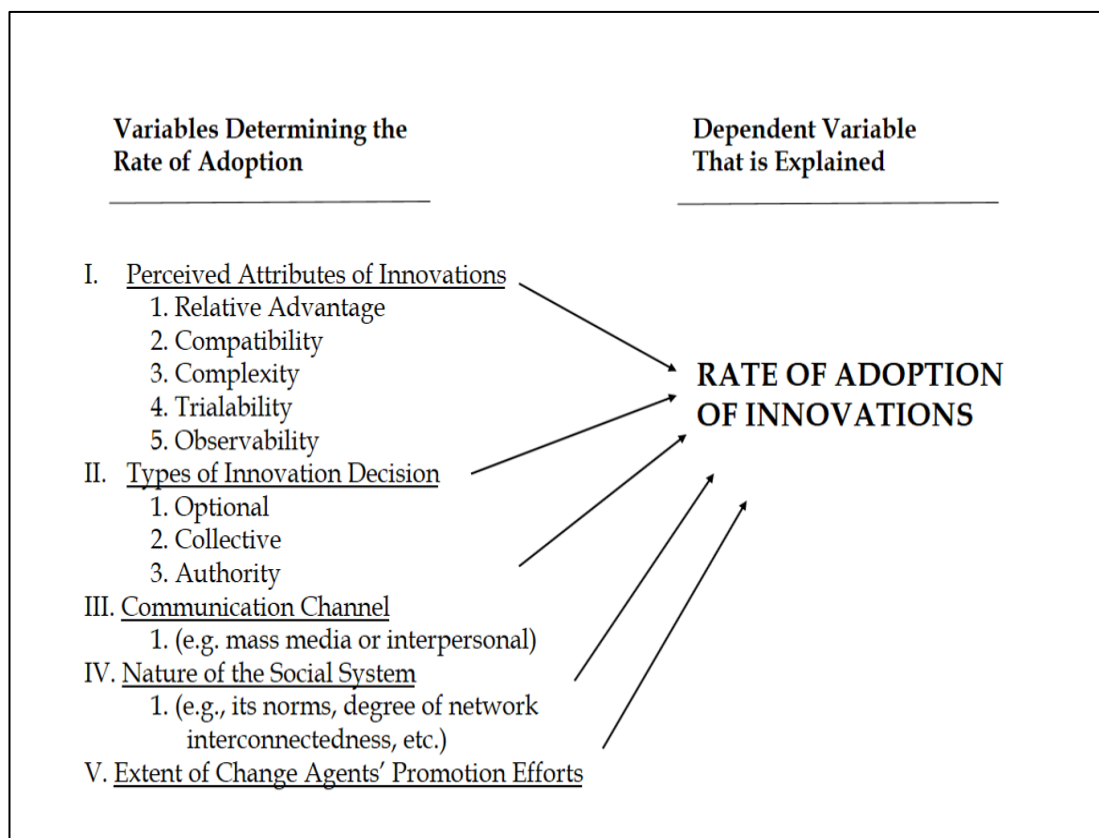 Variables Determining the
Rate of Adoption
Dependent Variable
That is Explained
I. Perceived Attributes of Innovations
1. Relative Advantage
2. Compatibility
3. Complexity
4. Trialability
5. Observability
II. Types of Innovation Decision
1. Optional
2. Collective
3. Authority
III. Communication Channel
1. (e.g. mass media or interpersonal)
IV. Nature of the Social System
1. (e.g., its norms, degree of network
interconnectedness, etc.)
V. Extent of Change Agents’ Promotion Efforts
RATE OF ADOPTION
OF INNOVATIONS